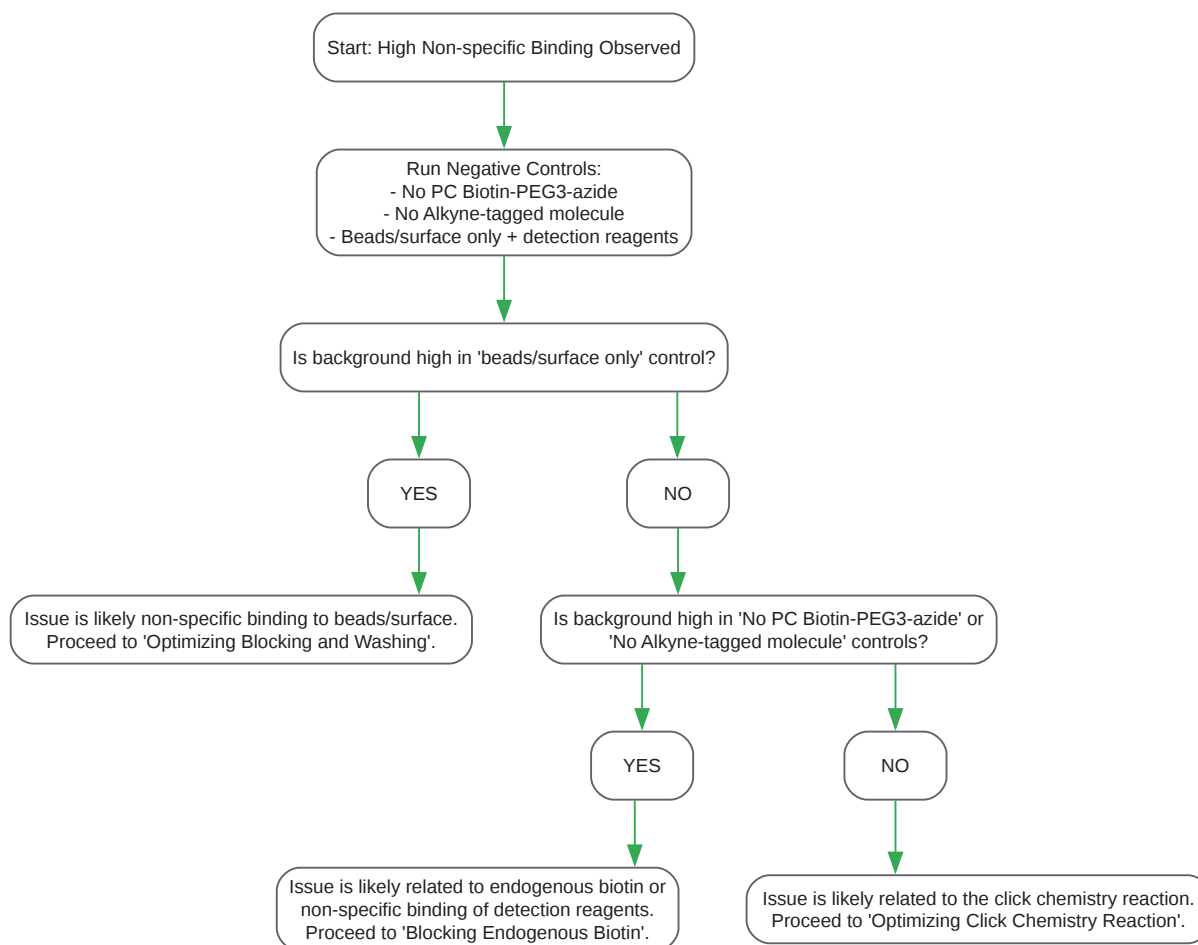 Start: High Non-specific Binding Observed
Run Negative Controls:
- No PC Biotin-PEG3-azide
- No Alkyne-tagged molecule
- Beads/surface only + detection reagents
Is background high in 'beads/surface only' control?
YES
NO
Issue is likely non-specific binding to beads/surface.
Proceed to 'Optimizing Blocking and Washing'.
Is background high in 'No PC Biotin-PEG3-azide' or
'No Alkyne-tagged molecule' controls?
YES
NO
Issue is likely related to endogenous biotin or
non-specific binding of detection reagents.
Proceed to 'Blocking Endogenous Biotin'.
Issue is likely related to the click chemistry reaction.
Proceed to 'Optimizing Click Chemistry Reaction'.